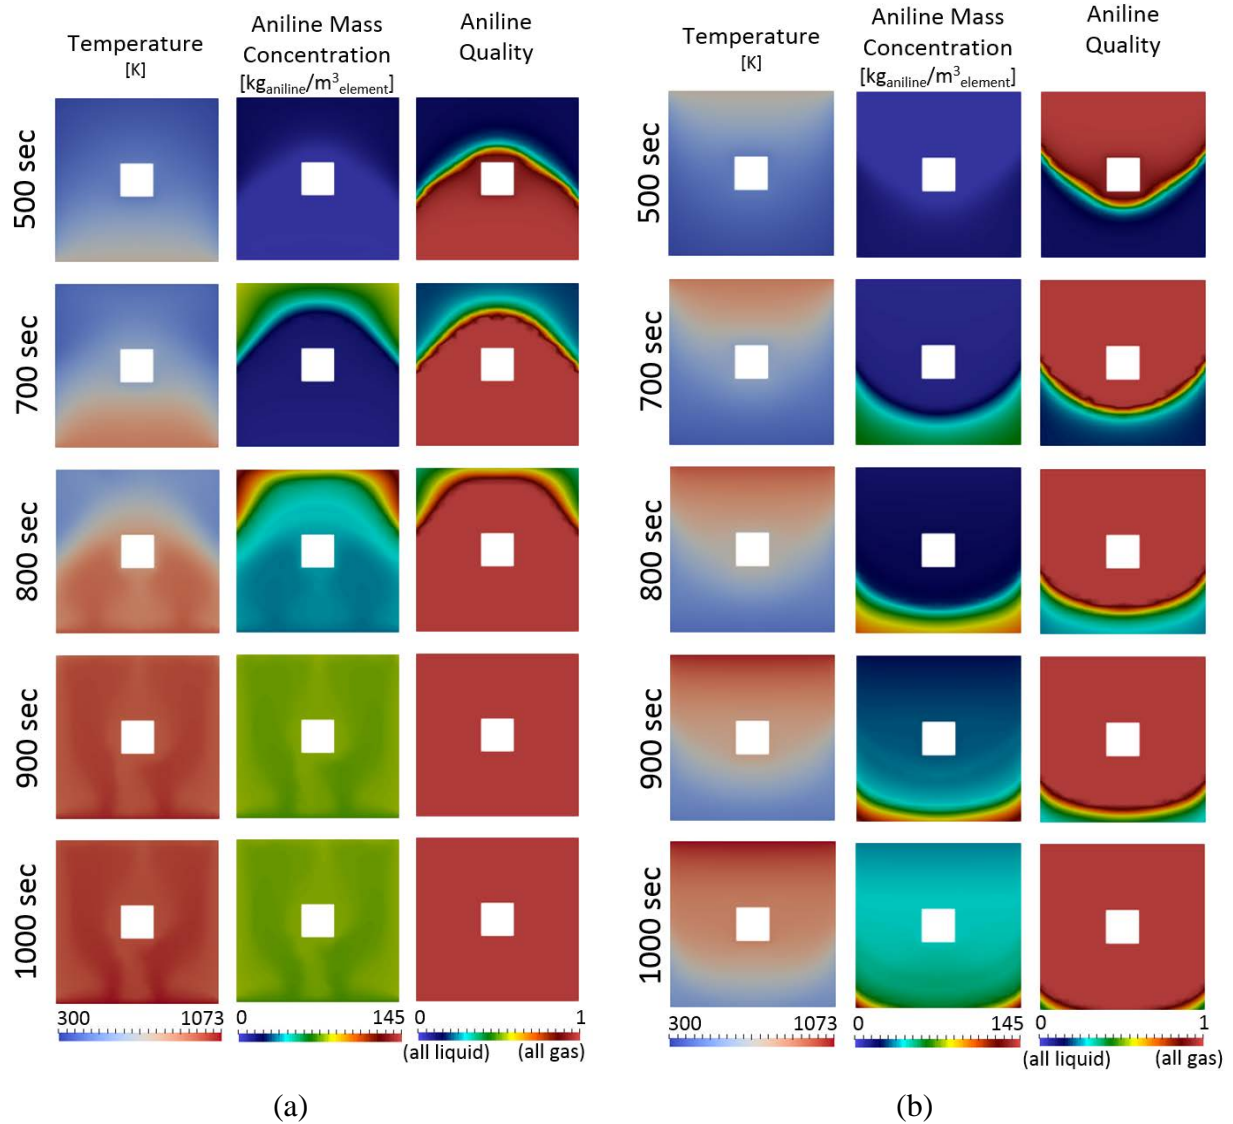 Temperature
[K]
Aniline Mass
Concentration
[kganiline/m3element]
Aniline
Quality
500 sec
700 sec
800 sec
900 sec
1000 sec
300 1073
0 145
0 1
(all liquid) (all gas)
(a)
Temperature
[K]
Aniline Mass
Concentration
[kganiline/m3element]
Aniline
Quality
500 sec
700 sec
800 sec
900 sec
1000 sec
300 1073
0 145
0 1
(all liquid) (all gas)
(b)